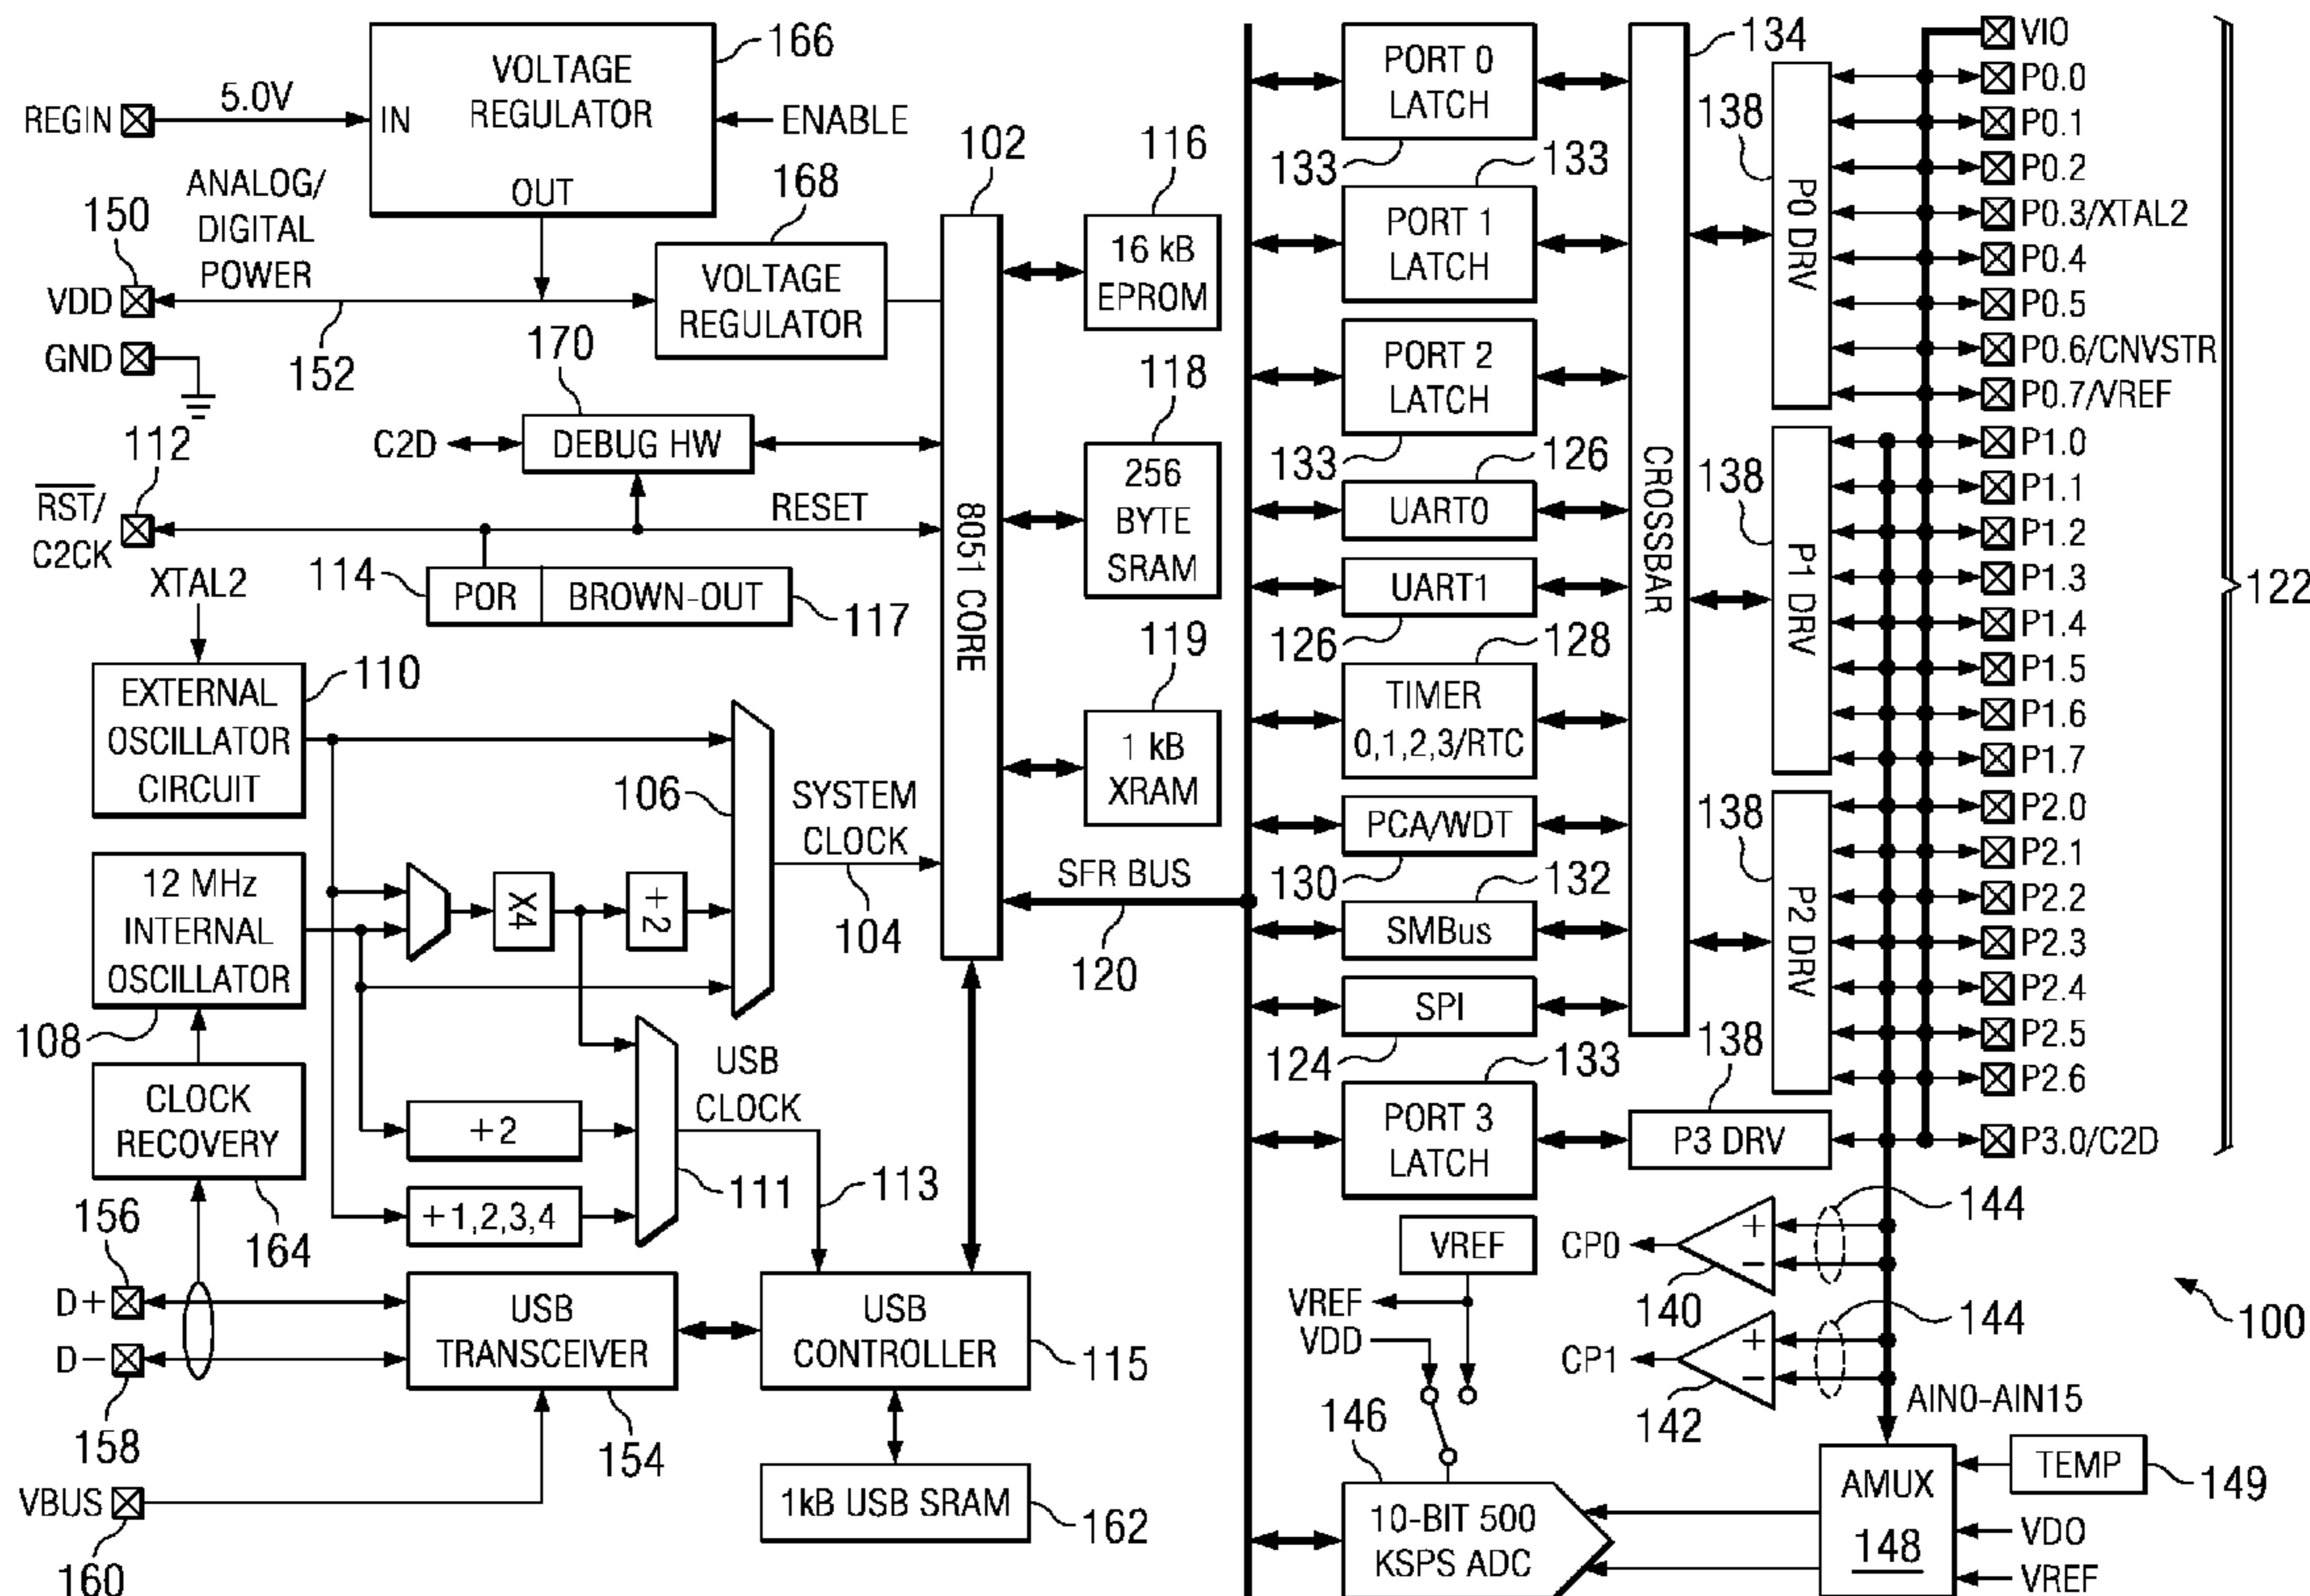 166
VOLTAGE
REGULATOR
REGIN
5.0V
IN
ENABLE
OUT
ANALOG/
DIGITAL
POWER
150
VDD
168
VOLTAGE
REGULATOR
GND
152
170
C2D
DEBUG HW
112
RST/
C2CK
RESET
114
POR
BROWN-OUT
117
XTAL2
EXTERNAL
OSCILLATOR
CIRCUIT
110
106
12 MHz
INTERNAL
OSCILLATOR
108
X4
+2
SYSTEM
CLOCK
104
CLOCK
RECOVERY
164
+2
+1,2,3,4
USB
CLOCK
111
113
156
D+
D−
158
USB
TRANSCEIVER
154
USB
CONTROLLER
115
VBUS
160
1kB USB SRAM
162
102
8051 CORE
116
16 kB
EPROM
118
256
BYTE
SRAM
119
1 kB
XRAM
SFR BUS
120
PORT 0
LATCH
133
133
PORT 1
LATCH
PORT 2
LATCH
133
126
UART0
UART1
126
128
TIMER
0,1,2,3/RTC
PCA/WDT
130
132
SMBus
SPI
124
133
PORT 3
LATCH
134
CROSSBAR
138
P0 DRV
138
P1 DRV
138
P2 DRV
138
P3 DRV
VIO
P0.0
P0.1
P0.2
P0.3/XTAL2
P0.4
P0.5
P0.6/CNVSTR
P0.7/VREF
P1.0
P1.1
P1.2
P1.3
P1.4
P1.5
P1.6
P1.7
P2.0
P2.1
P2.2
P2.3
P2.4
P2.5
P2.6
P3.0/C2D
122
VREF
VREF
VDD
CP0
+
−
140
144
CP1
+
−
142
144
100
AIN0-AIN15
146
10-BIT 500
KSPS ADC
AMUX
148
TEMP
149
VDO
VREF